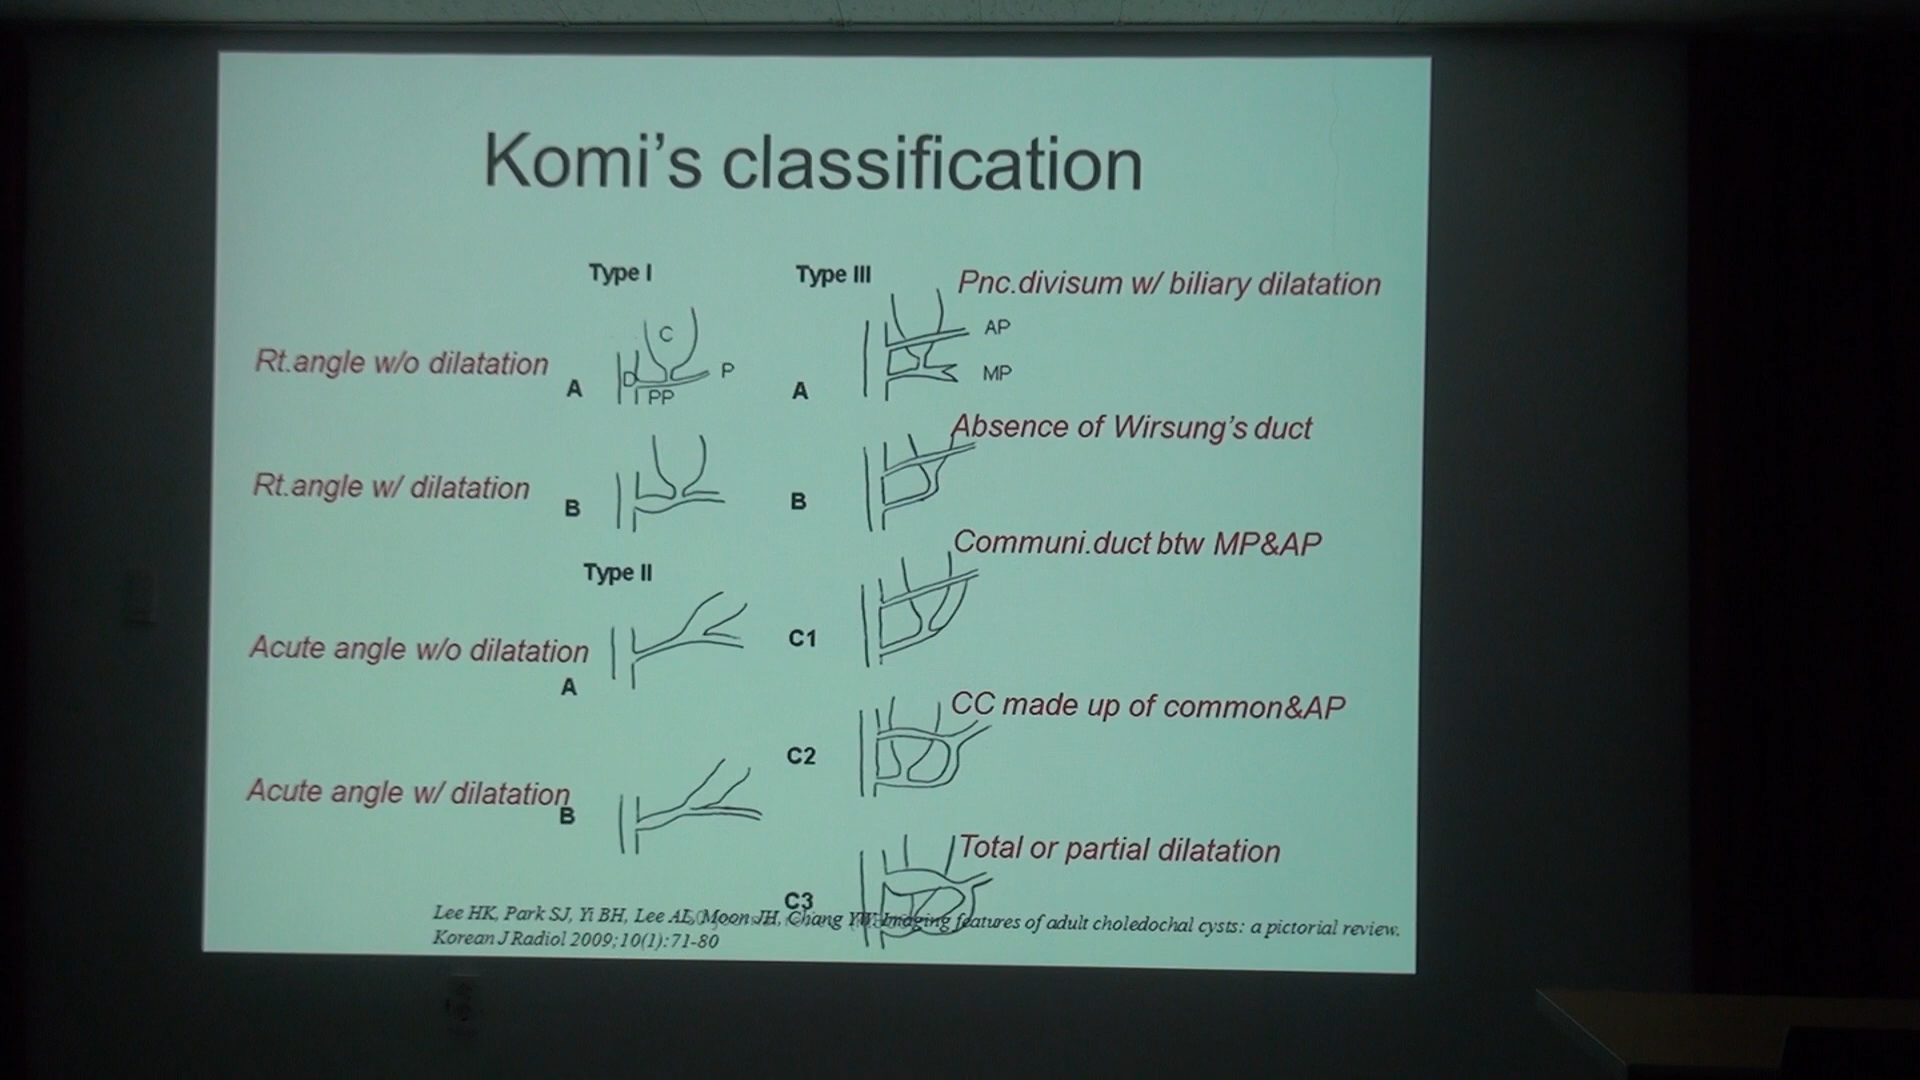 Komi's classification
Type I
Type III
Pnc.divisum w/ biliary dilatation
C
AP
Rt.angle w/o dilatation
P
MP
D
A
PP
A
Absence of Wirsung's duct
Rt.angle w/ dilatation
B
B
Communi.duct btw MP&AP
Type II
Acute angle w/o dilatation
C1
A
CC made up of common&AP
C2
Acute angle w/ dilatation
B
Total or partial dilatation
C3
Lee HK, Park SJ, Yi BH, Lee AL, Moon JH, Chang YW. Imaging features of adult choledochal cysts: a pictorial review.
Korean J Radiol 2009;10(1):71-80